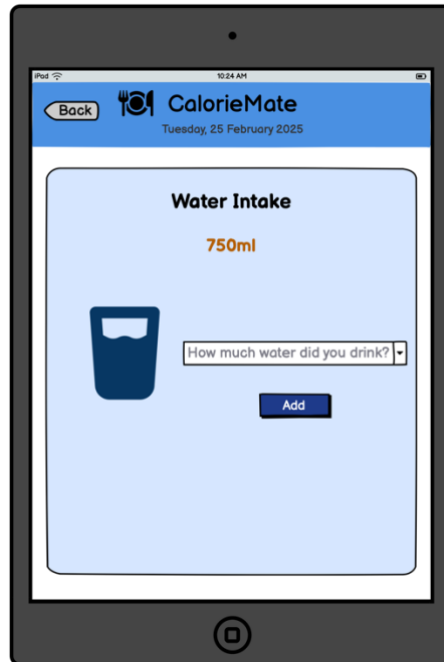 iPad
10:24 AM
Back
CalorieMate
Tuesday, 25 February 2025
Water Intake
750ml
How much water did you drink?
Add